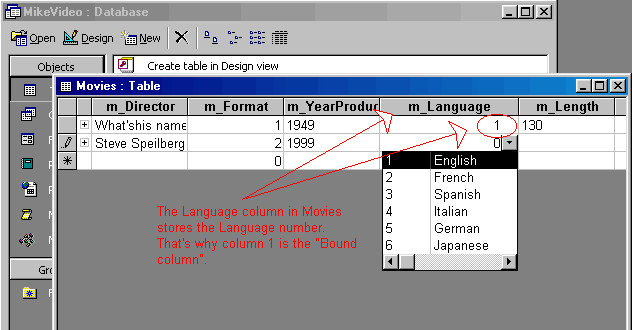 MikeVideo : Database
Open Design New
Objects
Create table in Design view
Movies : Table
m_Director m_Format m_YearProduc m_Language m_Length
What'shis name 1 1949 1 130
Steve Speilberg 2 1999 0
0
1 English
2 French
3 Spanish
4 Italian
5 German
6 Japanese
The Language column in Movies
stores the Language number.
That's why column 1 is the "Bound
column".
Gro